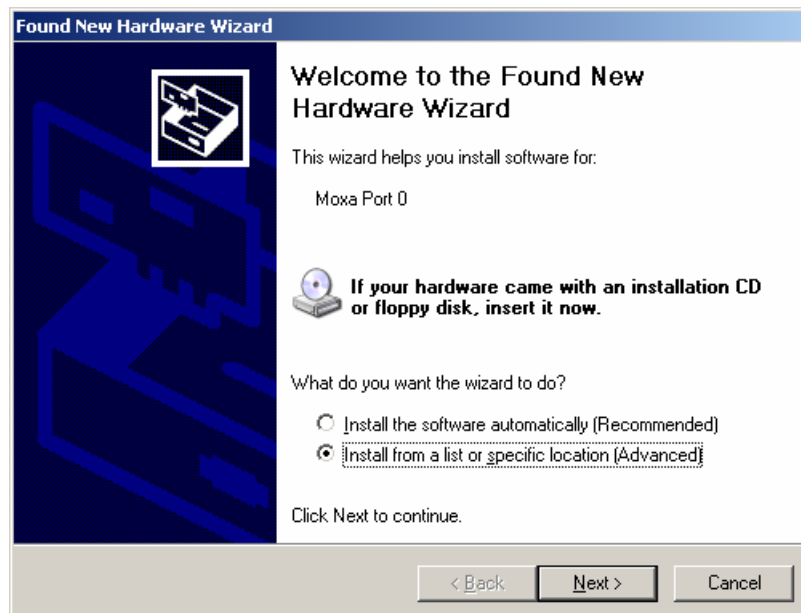 Found New Hardware Wizard
Welcome to the Found New
Hardware Wizard
This wizard helps you install software for:
Moxa Port 0
If your hardware came with an installation CD
or floppy disk, insert it now.
What do you want the wizard to do?
Install the software automatically (Recommended)
Install from a list or specific location (Advanced)
Click Next to continue.
< Back
Next >
Cancel